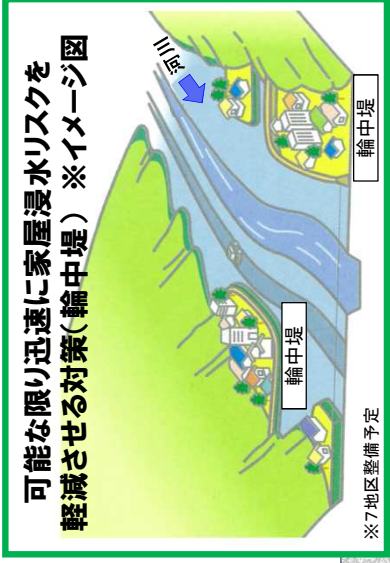 可能な限り迅速に家屋浸水リスクを
軽減させる対策(輪中堤) ※イメージ図
河川
輪中堤
輪中堤
※7地区整備予定